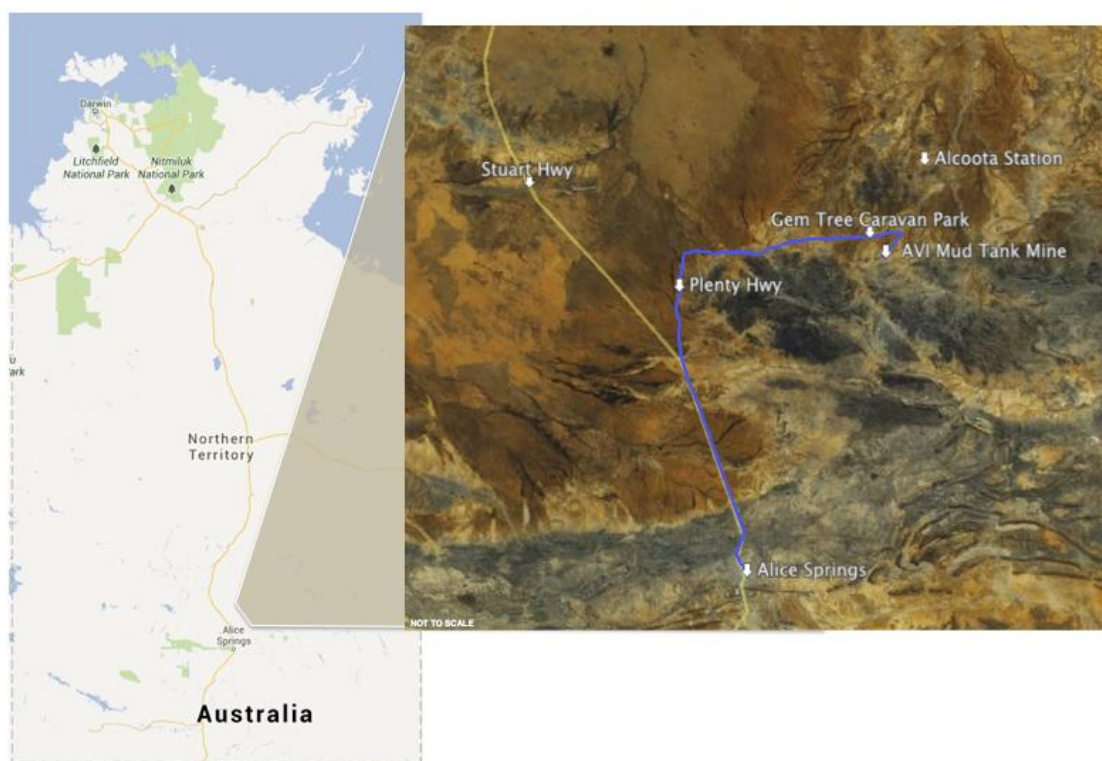 Darwin
Litchfield
National Park
Nitmiluk
National Park
Northern
Territory
Alice
Springs
Australia
Stuart Hwy
Alcoota Station
Gem Tree Caravan Park
AVI Mud Tank Mine
Plenty Hwy
Alice Springs
NOT TO SCALE
u
ark